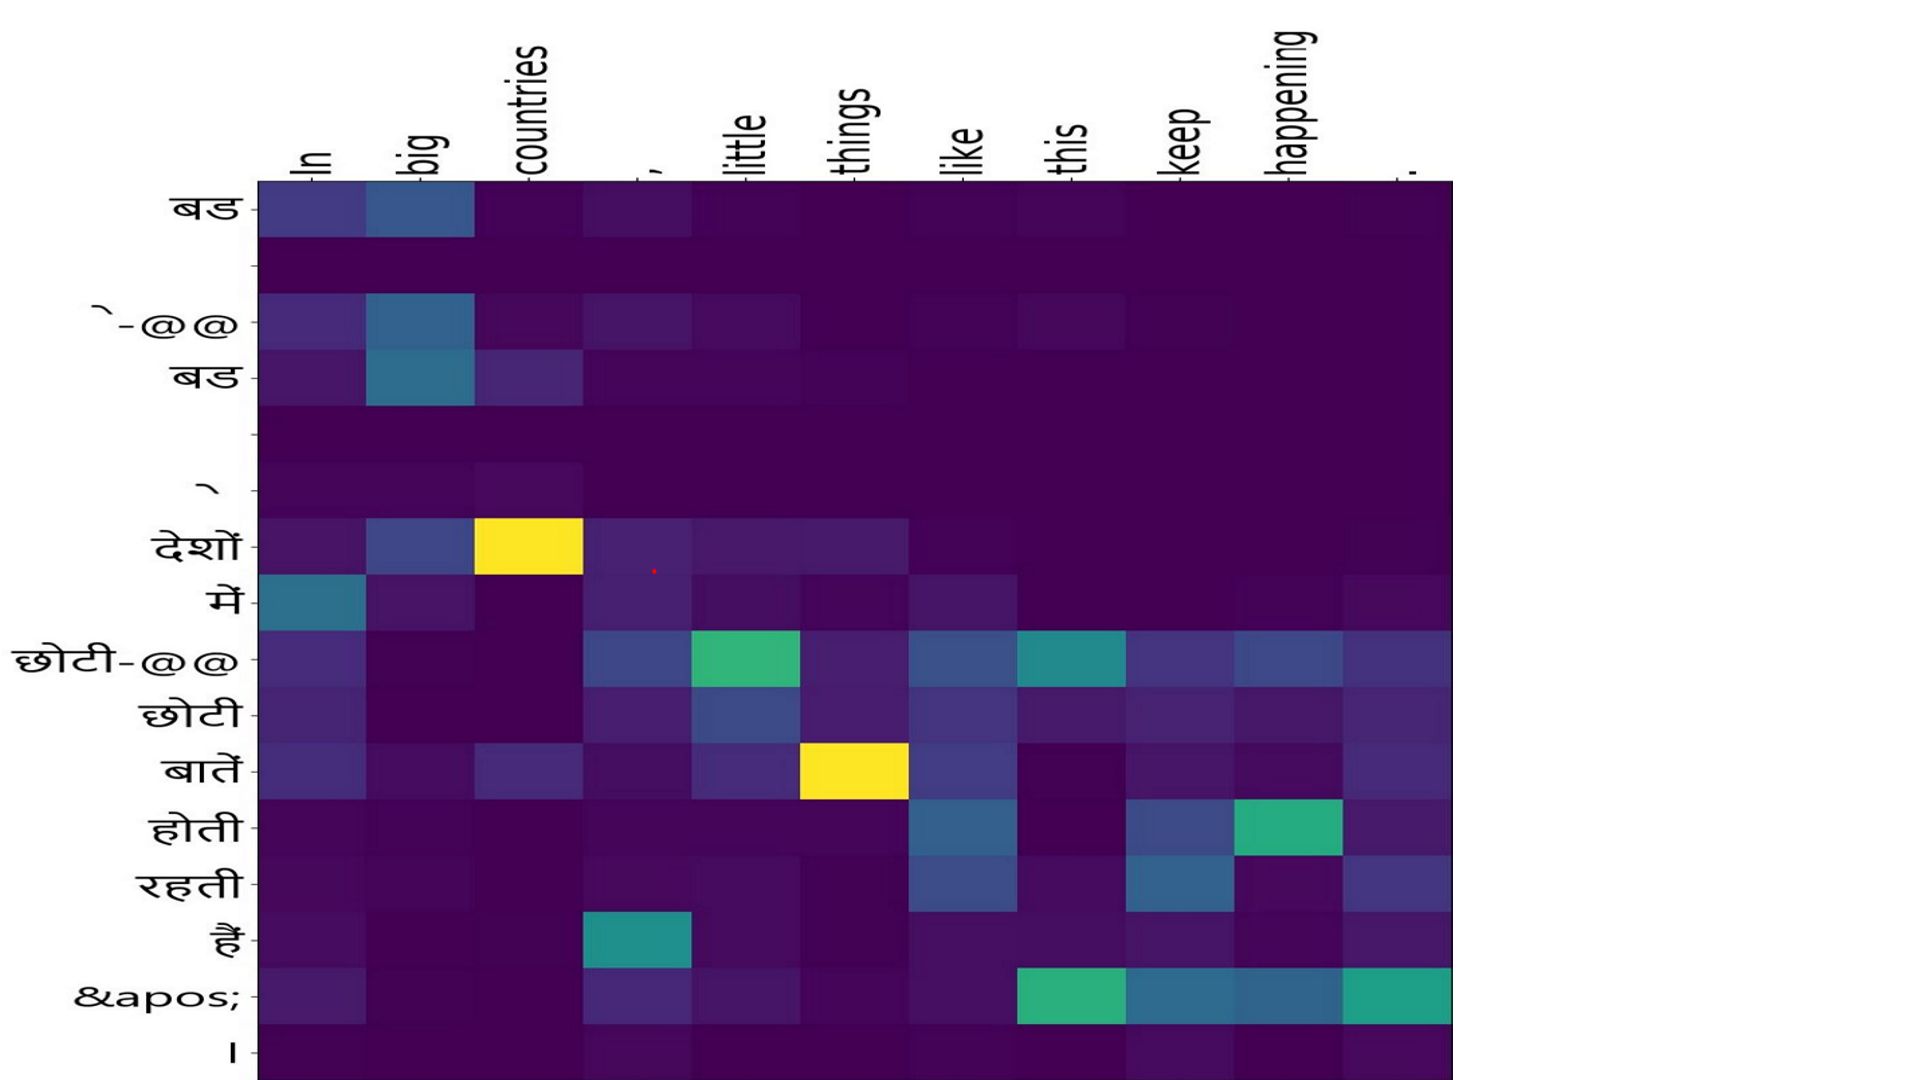 In big countries , little things like this keep happening .
बड
े-@@
बड
े
देशों
में
छोटी-@@
छोटी
बातें
होती
रहती
हैं
&apos;
।